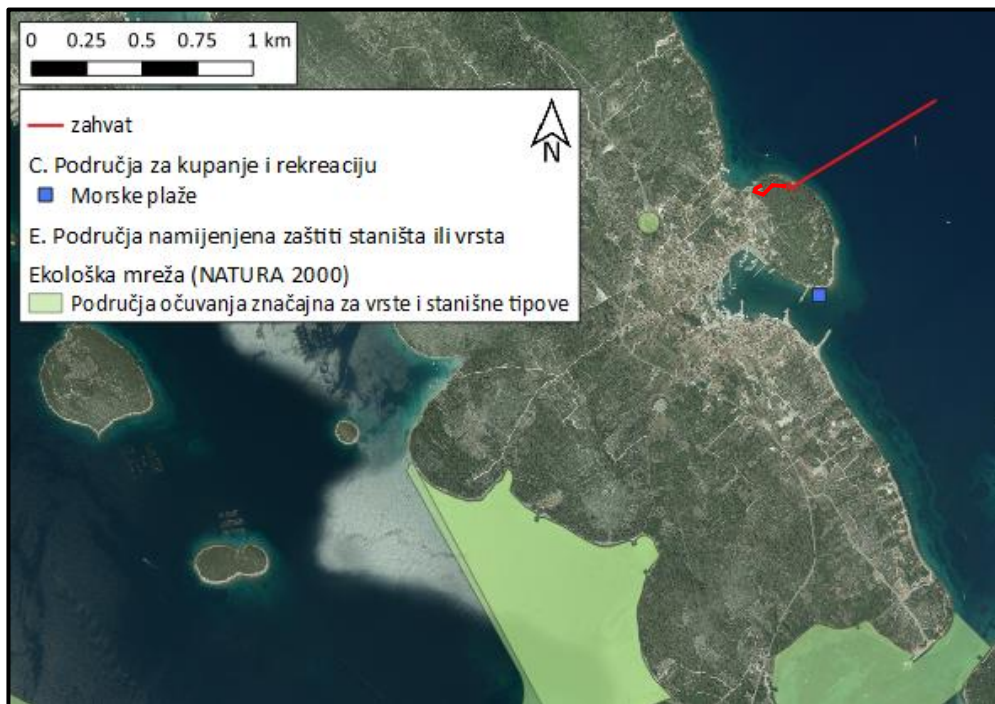 0 0.25 0.5 0.75 1 km
zahvat
N
C. Područja za kupanje i rekreaciju
Morske plaže
E. Područja namijenjena zaštiti staništa ili vrsta
Ekološka mreža (NATURA 2000)
Područja očuvanja značajna za vrste i stanišne tipove